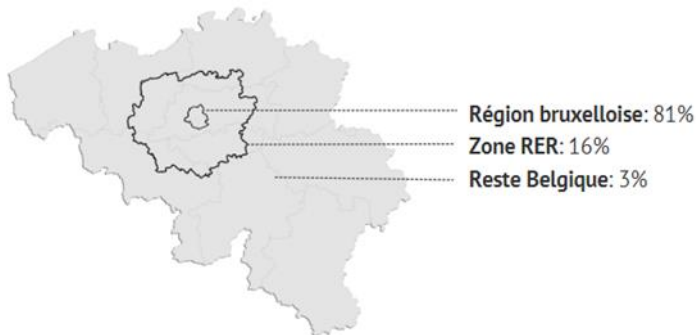 Région bruxelloise: 81%
Zone RER: 16%
Reste Belgique: 3%